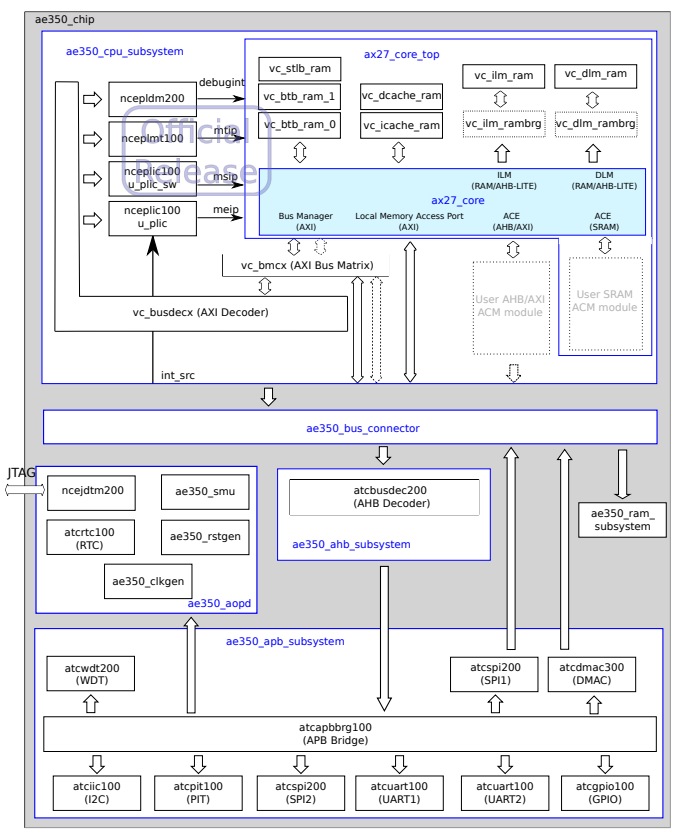 ae350_chip
ae350_cpu_subsystem
ax27_core_top
vc_stlb_ram
vc_btb_ram_1
vc_btb_ram_0
vc_dcache_ram
vc_icache_ram
vc_ilm_ram
vc_dlm_ram
vc_ilm_rambrg
vc_dlm_rambrg
debugint
ncepldm200
mtip
nceplmt100
Official
Release
msip
nceplic100
u_plic_sw
meip
nceplic100
u_plic
ILM
(RAM/AHB-LITE)
DLM
(RAM/AHB-LITE)
ax27_core
Bus Manager
(AXI)
Local Memory Access Port
(AXI)
ACE
(AHB/AXI)
ACE
(SRAM)
vc_bmcx (AXI Bus Matrix)
User AHB/AXI
ACM module
User SRAM
ACM module
vc_busdecx (AXI Decoder)
int_src
ae350_bus_connector
JTAG
ncejdtm200
ae350_smu
atcrtc100
(RTC)
ae350_rstgen
ae350_clkgen
ae350_aopd
atcbusdec200
(AHB Decoder)
ae350_ahb_subsystem
ae350_ram_
subsystem
ae350_apb_subsystem
atcwdt200
(WDT)
atcspi200
(SPI1)
atcdmac300
(DMAC)
atcapbbrg100
(APB Bridge)
atciic100
(I2C)
atcpit100
(PIT)
atcspi200
(SPI2)
atcuart100
(UART1)
atcuart100
(UART2)
atcgpio100
(GPIO)